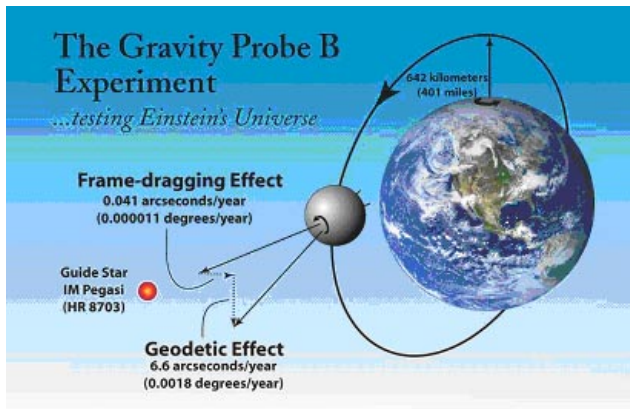 The Gravity Probe B
Experiment
...testing Einstein's Universe
642 kilometers
(401 miles)
Frame-dragging Effect
0.041 arcseconds/year
(0.000011 degrees/year)
Guide Star
IM Pegasi
(HR 8703)
Geodetic Effect
6.6 arcseconds/year
(0.0018 degrees/year)